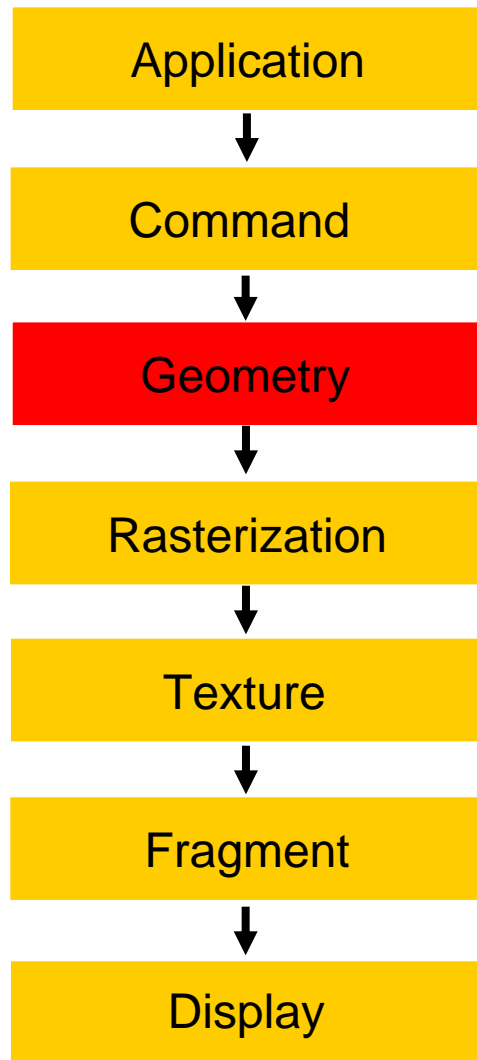 Application
Command
Geometry
Rasterization
Texture
Fragment
Display